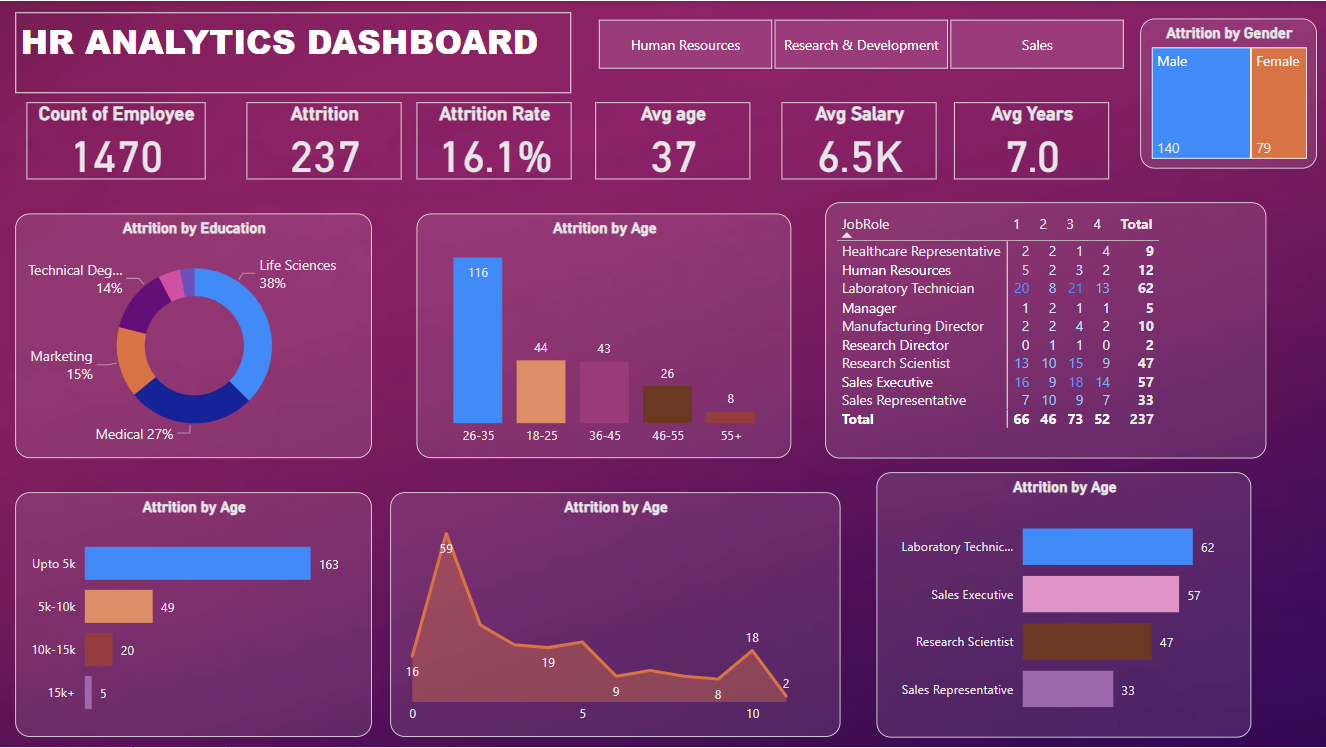 HR ANALYTICS DASHBOARD
Human Resources
Research & Development
Sales
Attrition by Gender
Male
Female
140
79
Count of Employee
1470
Attrition
237
Attrition Rate
16.1%
Avg age
37
Avg Salary
6.5K
Avg Years
7.0
Attrition by Education
Life Sciences
38%
Technical Deg...
14%
Marketing
15%
Medical 27%
Attrition by Age
116
44
43
26
8
26-35 18-25 36-45 46-55 55+
JobRole 1 2 3 4 Total
Healthcare Representative 2 2 1 4 9
Human Resources 5 2 3 2 12
Laboratory Technician 20 8 21 13 62
Manager 1 2 1 1 5
Manufacturing Director 2 2 4 2 10
Research Director 0 1 1 0 2
Research Scientist 13 10 15 9 47
Sales Executive 16 9 18 14 57
Sales Representative 7 10 9 7 33
Total 66 46 73 52 237
Attrition by Age
Upto 5k 163
5k-10k 49
10k-15k 20
15k+ 5
Attrition by Age
16
59
19
9
8
18
2
0 5 10
Attrition by Age
Laboratory Technic... 62
Sales Executive 57
Research Scientist 47
Sales Representative 33